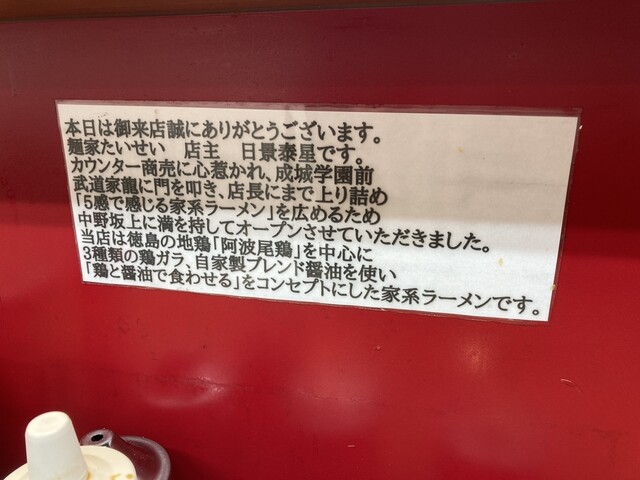 本日は御来店誠にありがとうございます。
麵家たいせい　店主　日景泰星です。
カウンター商売に心惹かれ、成城学園前
武道家龍に門を叩き、店長にまで上り詰め
「5感で感じる家系ラーメン」を広めるため
中野坂上に満を持してオープンさせていただきました。
当店は徳島の地鶏「阿波尾鶏」を中心に
3種類の鶏ガラ、自家製ブレンド醤油を使い
「鶏と醤油で食わせる」をコンセプトにした家系ラーメンです。